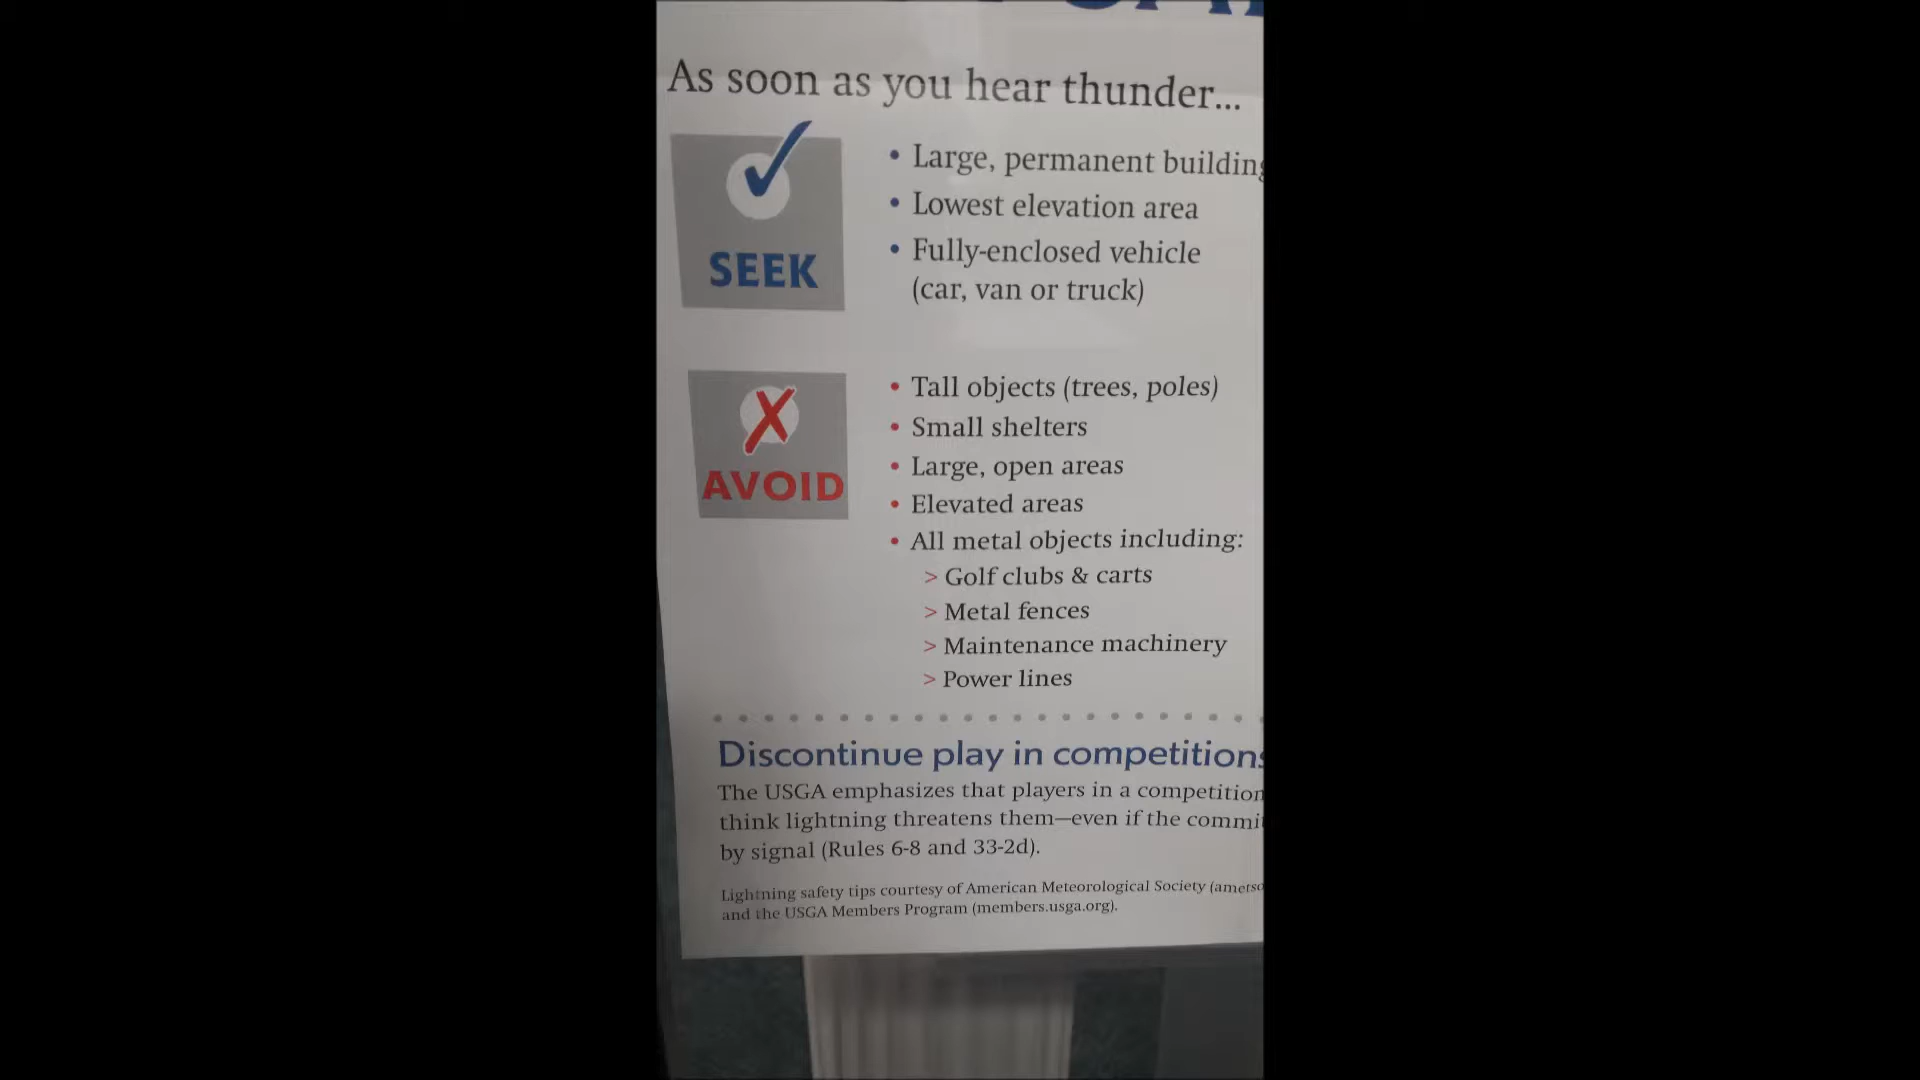 As soon as you hear thunder...
SEEK
• Large, permanent building
• Lowest elevation area
• Fully-enclosed vehicle
(car, van or truck)
AVOID
• Tall objects (trees, poles)
• Small shelters
• Large, open areas
• Elevated areas
• All metal objects including:
> Golf clubs & carts
> Metal fences
> Maintenance machinery
> Power lines
Discontinue play in competitions
The USGA emphasizes that players in a competition
think lightning threatens them—even if the commit
by signal (Rules 6-8 and 33-2d).
Lightning safety tips courtesy of American Meteorological Society (ametso
and the USGA Members Program (members.usga.org).